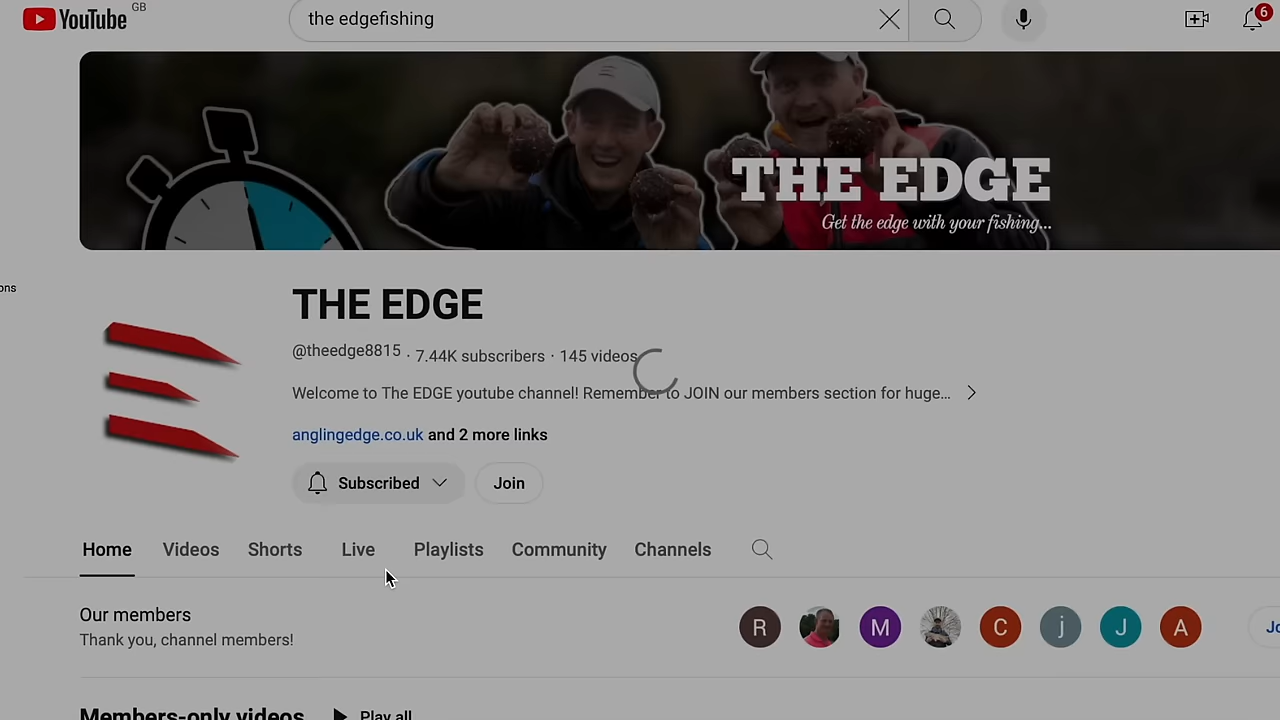 YouTube GB
the edgefishing
6
THE EDGE
Get the edge with your fishing...
ons
THE EDGE
@theedge8815 · 7.44K subscribers · 145 videos
Welcome to The EDGE youtube channel! Remember to JOIN our members section for huge...
anglingedge.co.uk and 2 more links
Subscribed Join
Home Videos Shorts Live Playlists Community Channels
Our members
Thank you, channel members!
R M C j J A
Jo
Members-only videos Play all